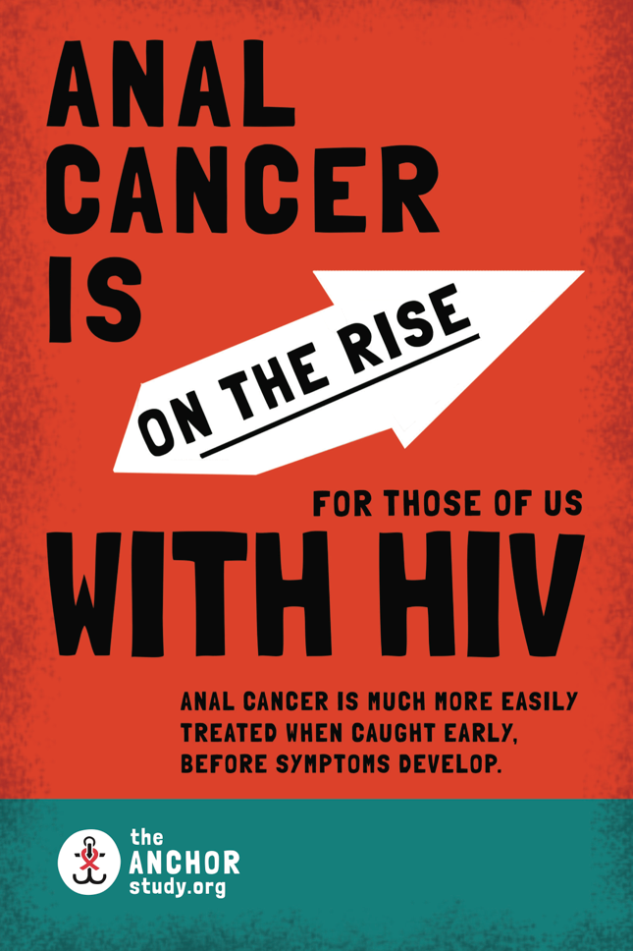 ANAL
CANCER
IS
ON THE RISE
FOR THOSE OF US
WITH HIV
ANAL CANCER IS MUCH MORE EASILY
TREATED WHEN CAUGHT EARLY,
BEFORE SYMPTOMS DEVELOP.
the
ANCHOR
study.org